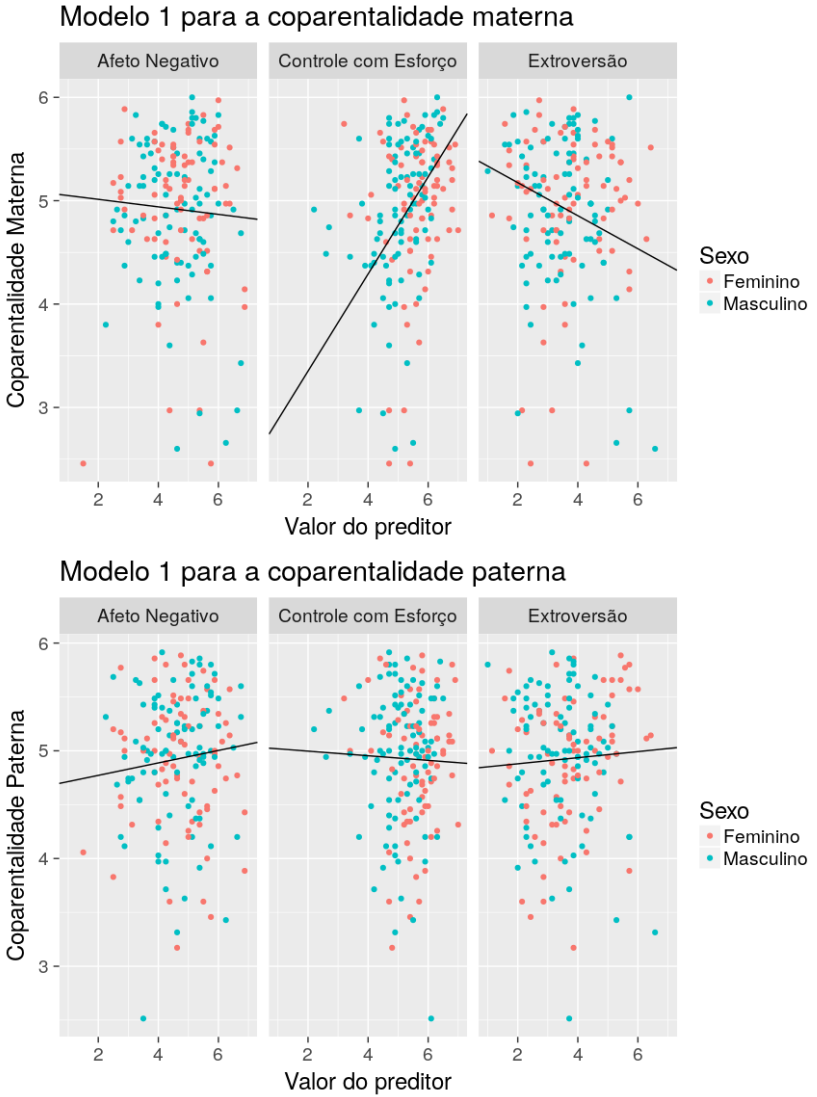 Modelo 1 para a coparentalidade materna
Afeto Negativo
Controle com Esforço
Extroversão
6
5
4
3
Coparentalidade Materna
2 4 6
2 4 6
2 4 6
Valor do preditor
Sexo
Feminino
Masculino
Modelo 1 para a coparentalidade paterna
Afeto Negativo
Controle com Esforço
Extroversão
6
5
4
3
Coparentalidade Paterna
2 4 6
2 4 6
2 4 6
Valor do preditor
Sexo
Feminino
Masculino